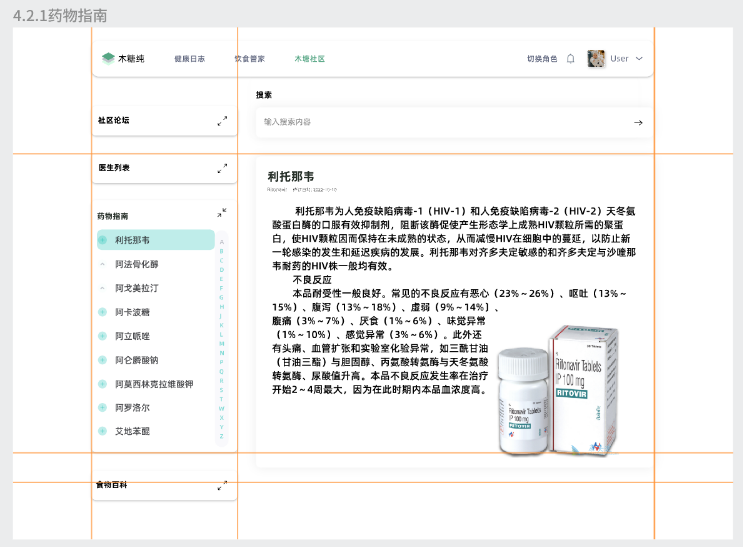 4.2.1药物指南
木糖纯
健康日志
饮食管家
木糖社区
切换角色
User
社区论坛
医生列表
药物指南
利托那韦
阿法骨化醇
阿戈美拉汀
阿卡波糖
阿立哌唑
阿仑膦酸钠
阿莫西林克拉维酸钾
阿罗洛尔
艾地苯醌
A
B
C
D
E
F
G
H
J
K
L
M
N
P
Q
R
S
T
W
X
Y
Z
食物百科
搜索
输入搜索内容
利托那韦
利托那韦为人免疫缺陷病毒-1（HIV-1）和人免疫缺陷病毒-2（HIV-2）天冬氨
酸蛋白酶的口服有效抑制剂，阻断该酶促使产生形态学上成熟HIV颗粒所需的聚蛋
白，使HIV颗粒因而保持在未成熟的状态，从而减慢HIV在细胞中的蔓延，以防止新
一轮感染的发生和延迟疾病的发展。利托那韦对齐多夫定敏感的和齐多夫定与沙喹那
韦耐药的HIV株一般均有效。
不良反应
本品耐受性一般良好。常见的不良反应有恶心（23%～26%）、呕吐（13%～
15%）、腹泻（13%～18%）、虚弱（9%～14%）、
腹痛（3%～7%）、厌食（1%～6%）、味觉异常
（1%～10%）、感觉异常（3%～6%）。此外还
有头痛、血管扩张和实验室化验异常，如三酰甘油
（甘油三酯）与胆固醇、丙氨酸转氨酶与天冬氨酸
转氨酶、尿酸值升高。本品不良反应发生率在治疗
开始2～4周最大，因为在此时期内本品血浓度高。
Ritonavir Tablets
IP 100 mg
RITOVIR
Ritonavir Tablets
IP 100 mg
RITOVIR